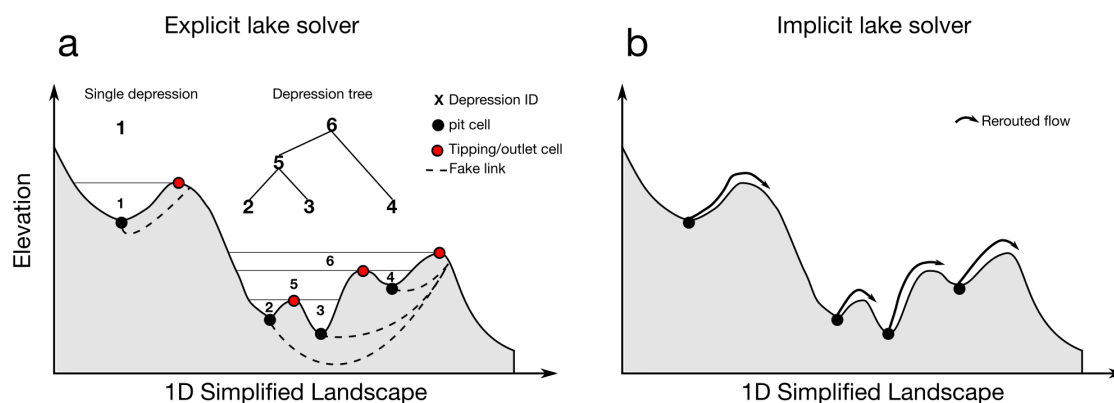 Explicit lake solver
a
Single depression
Depression tree
X Depression ID
pit cell
Tipping/outlet cell
Fake link
1
6
5
2 3 4
1
6
5
4
2
3
Elevation
1D Simplified Landscape
Implicit lake solver
b
Rerouted flow
1D Simplified Landscape